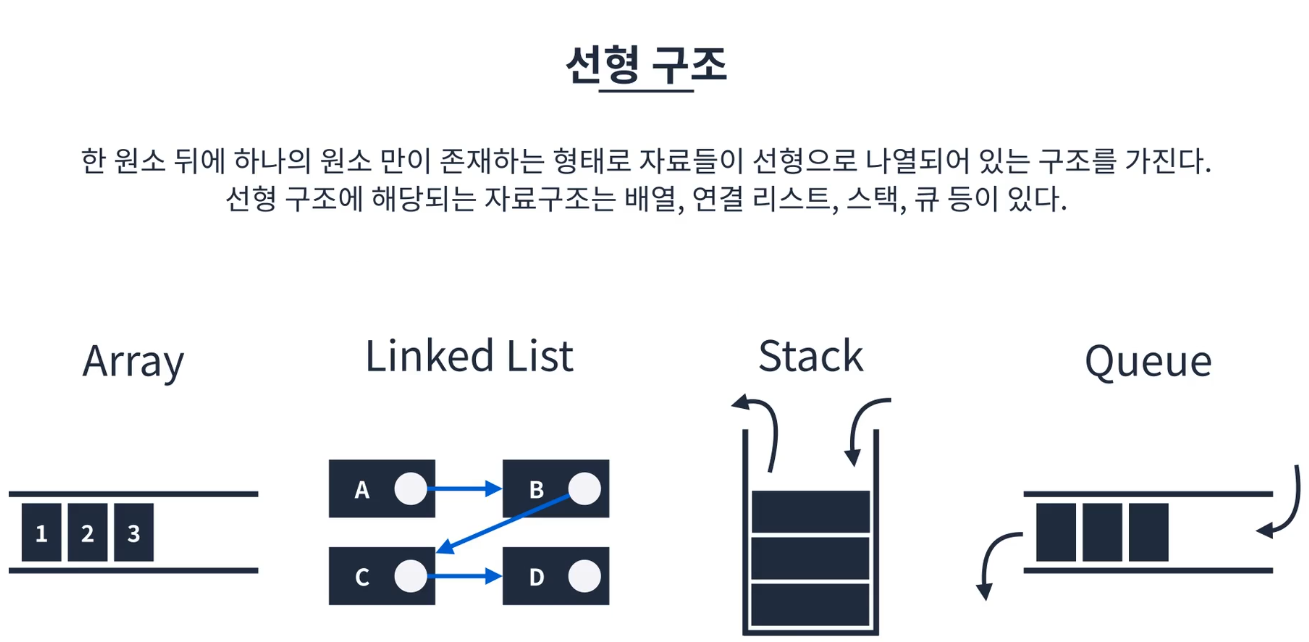 선형 구조
한 원소 뒤에 하나의 원소 만이 존재하는 형태로 자료들이 선형으로 나열되어 있는 구조를 가진다.
선형 구조에 해당되는 자료구조는 배열, 연결 리스트, 스택, 큐 등이 있다.
Array
Linked List
Stack
Queue
1 2 3
A B
C D